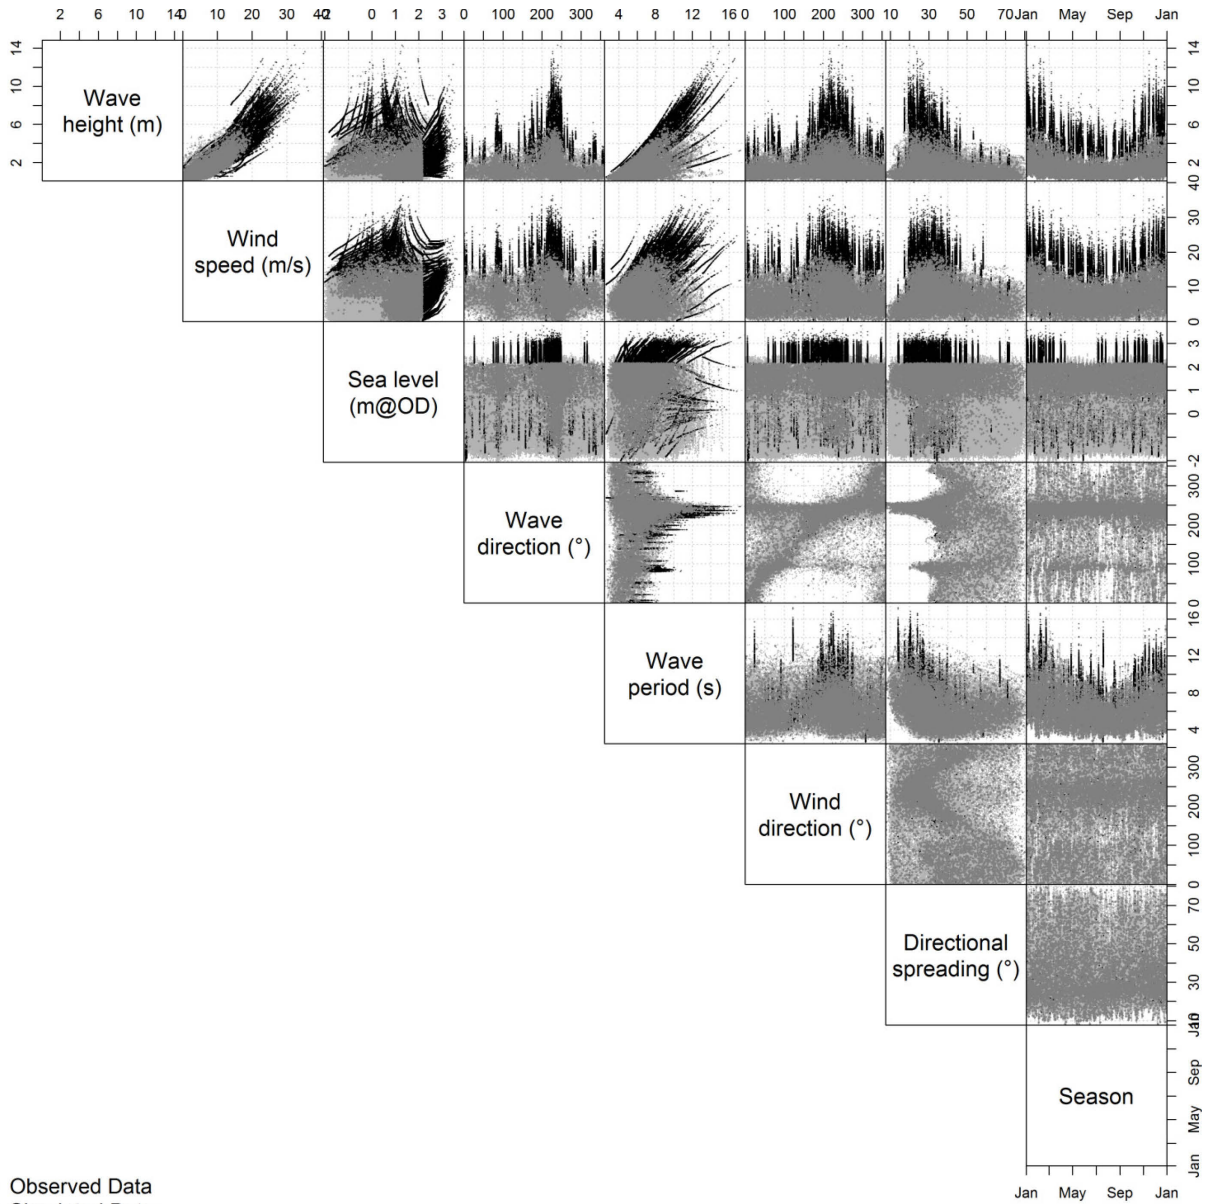 2 4 6 8 10 12 14 0 10 20 30 40 -2 0 1 2 3 0 100 200 300 4 8 12 16 0 100 200 300 10 30 50 70 Jan May Sep Jan
Wave
height (m)
2 6 10 14
2 6 10 14
Wind
speed (m/s)
0 10 20 30 40
Sea level
(m@OD)
-2 0 1 2 3
Wave
direction (°)
0 100 200 300
Wave
period (s)
4 8 12 16
Wind
direction (°)
0 100 200 300
Directional
spreading (°)
10 30 50 70
Season
Jan May Sep Jan
Jan May Sep Jan
Observed Data